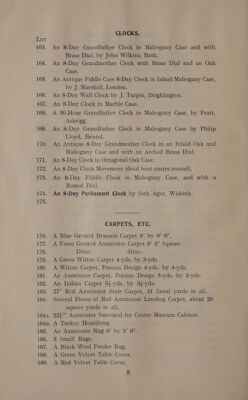 CLOCKS.
Lot
163. An 8-Day Grandfather Clock in Mahogany Case and with
Brass Dial, by John Wilkins, Bath.
164. An 8-Day Grandmother Clock with Brass Dial and an Oak
Case.
165. An Antique Fiddle Case 8-Day Clock in Inlaid Mahogany Case,
by J. Marshall, London.
166. An 8-Day Wall Clock by J. Turpin, Drighlington.
167. An 8-Day Clock in Marble Case.
168. A 30-Hour Grandfather Clock in Mahogany Case, by Pratt,
Askrigg.
169. An 8-Day Grandfather Clock in Mahogany Case by Philip
Lloyd, Bristol.
170. An Antique 8-Day Grandmother Clock in an Inlaid Oak and
Mahogany Case and with an Arched Brass Dial.
171. An 8-Day Clock in Octagonal Oak Case.
172. An 8-Day Clock Movement (dead beat centre second).
173. An 8-Day Fiddle Clock in Mahogany Case, and with a
Round Dial.
174. An 8-Day Parliament Clock by Seth Agar, Wisbech.
175.
CARPETS, ETC.
176. A Blue Ground Brussels Carpet 8' by 6' 6".
177. A Fawn Ground Axminster Carpet 9' 6" Square.
178. Ditto. ditto.
179. A Green Wilton Carpet 4-yds. by 3-yds.
180. A Wilton Carpet, Persian Design 4-yds. by 4-yds.
181. An Axminster Carpet, Persian Design 5-yds. by 3-yds.
182. An Indian Carpet 5½-yds. by 3½-yds.
183. 27" Red Axminster Stair Carpet, 21 lineal yards in all.
184. Several Pieces of Red Axminster Landing Carpet, about 20
square yards in all.
184a. 22½" Axminster Surround for Centre Museum Cabinet.
184b. A Turkey Hearthrug.
185. An Axminster Rug 6' by 3' 6".
186. 3 Small Rugs.
187. A Black Wool Fender Rug.
188. A Green Velvet Table Cover.
189. A Red Velvet Table Cover.
8